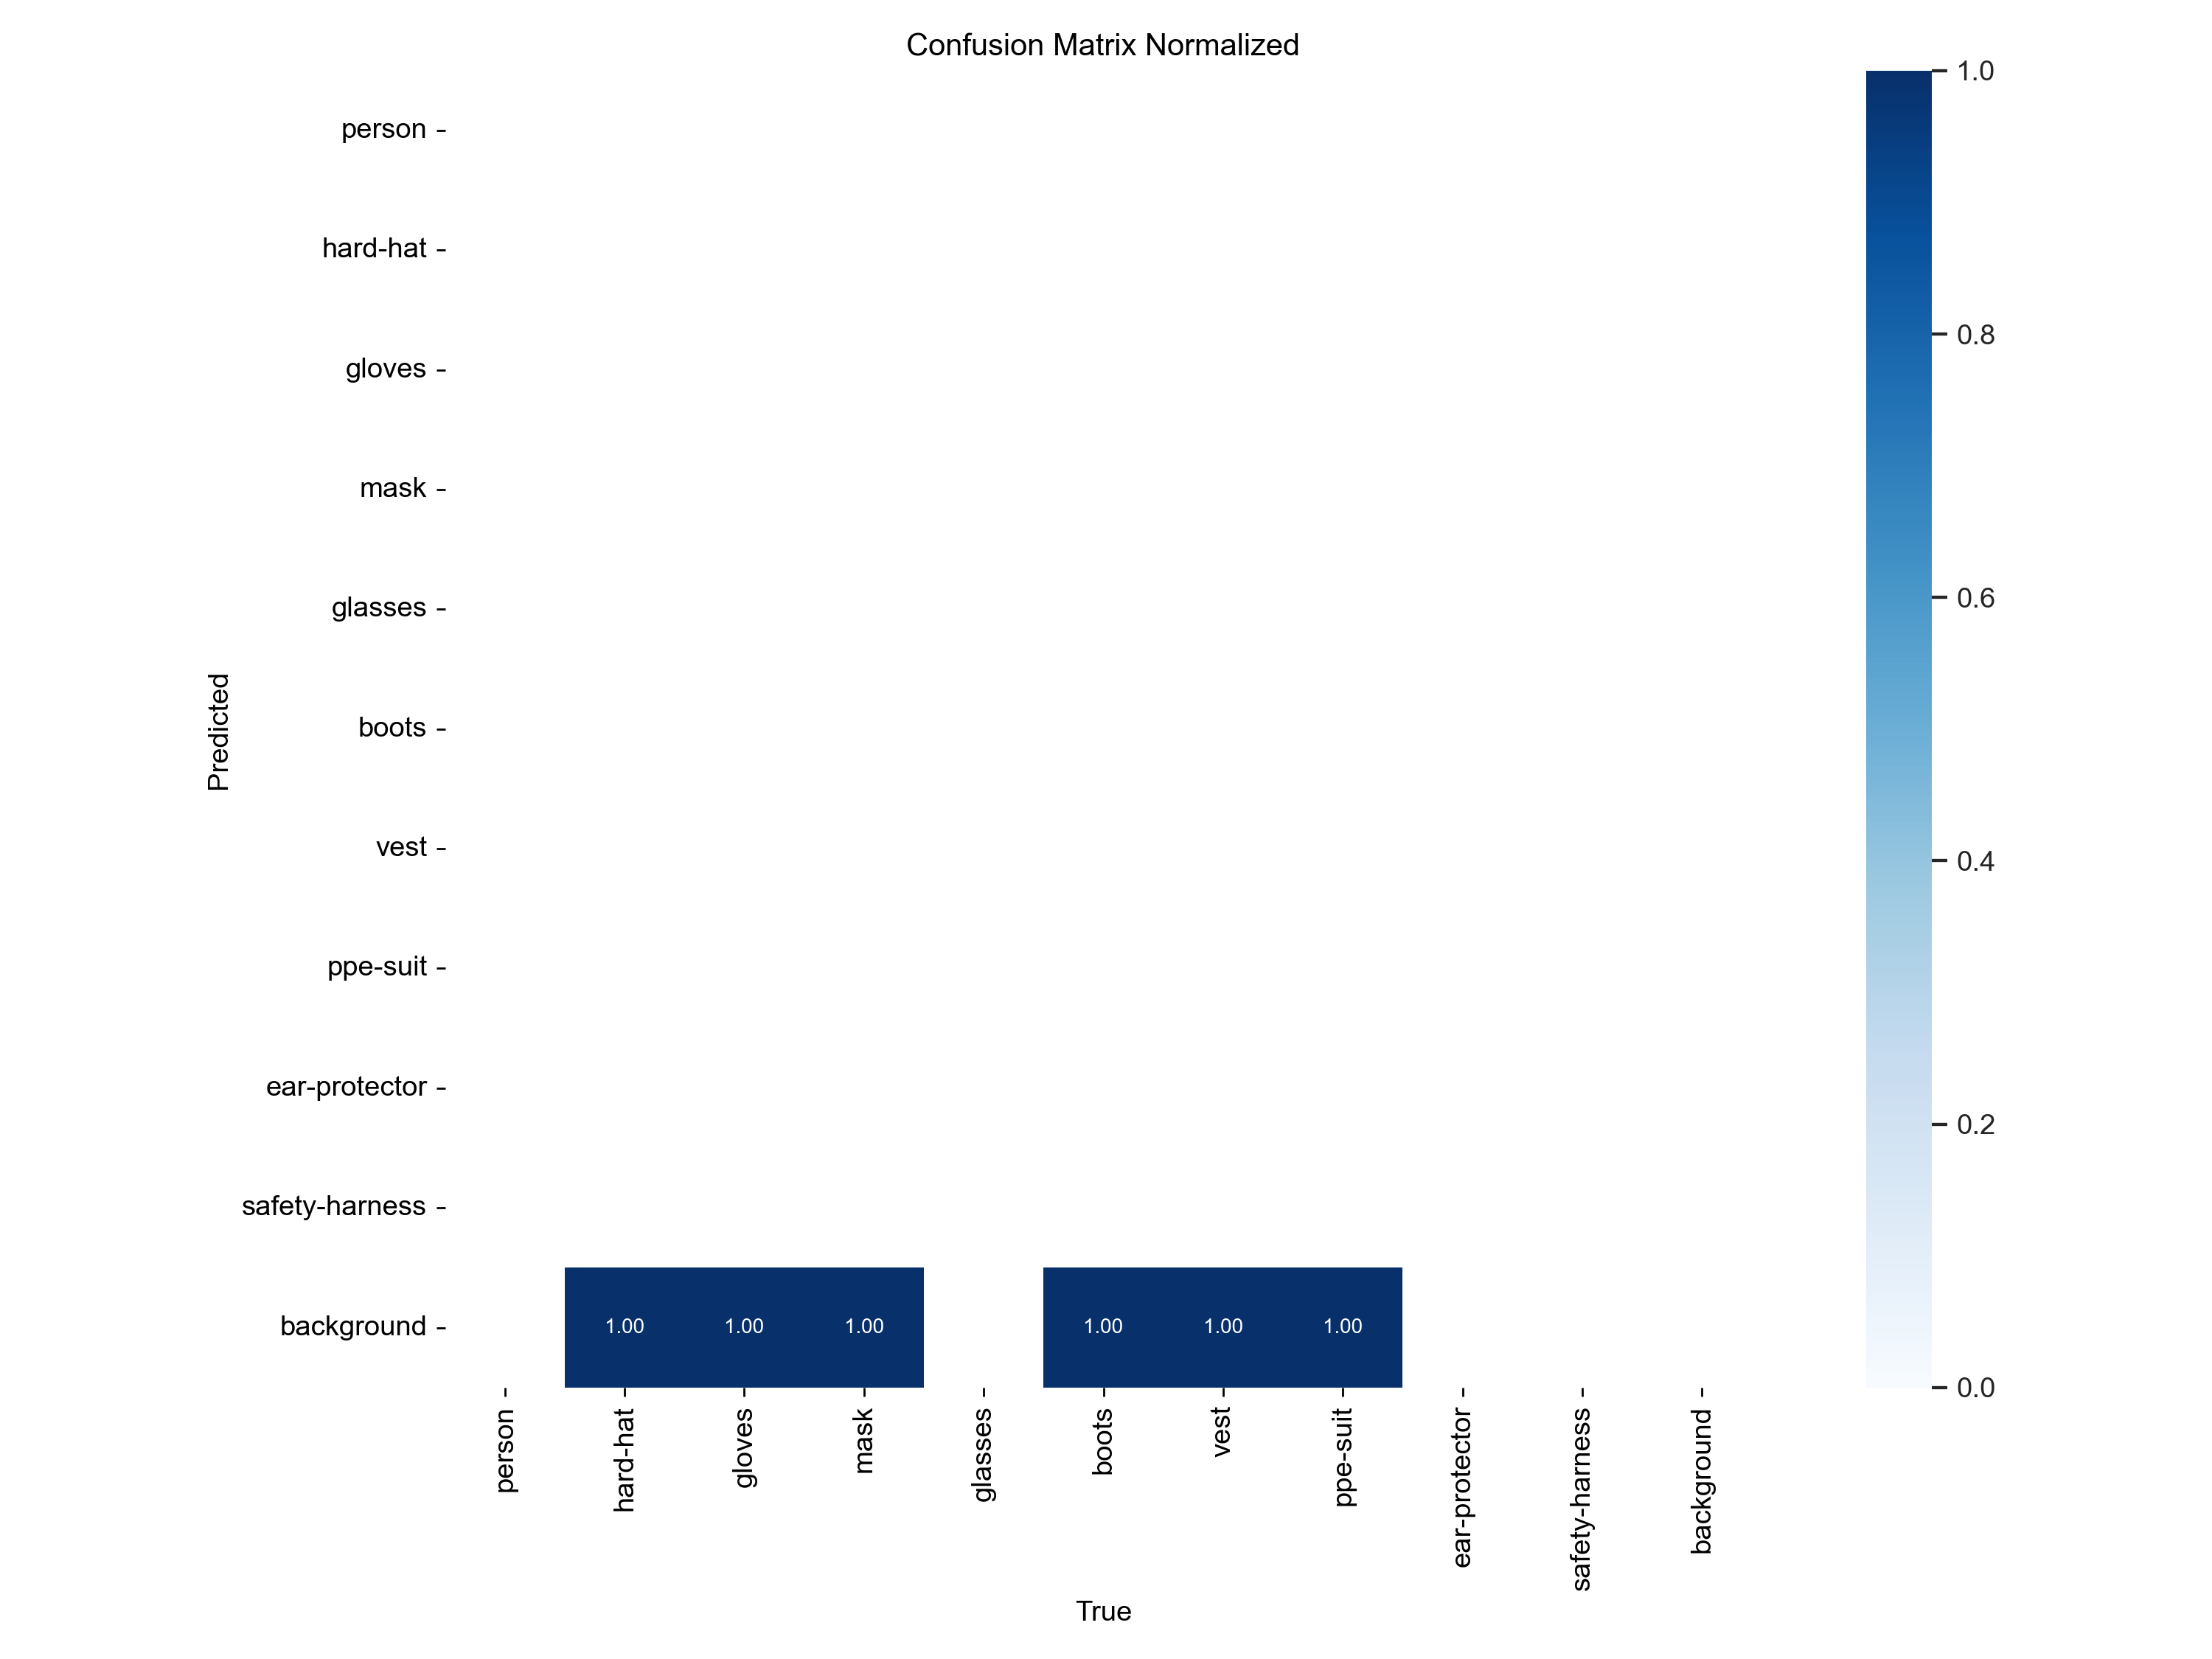 Confusion Matrix Normalized
person
hard-hat
gloves
mask
glasses
boots
vest
ppe-suit
ear-protector
safety-harness
background
Predicted
1.00 1.00 1.00 1.00 1.00 1.00
person hard-hat gloves mask glasses boots vest ppe-suit ear-protector safety-harness background
True
1.0
0.8
0.6
0.4
0.2
0.0